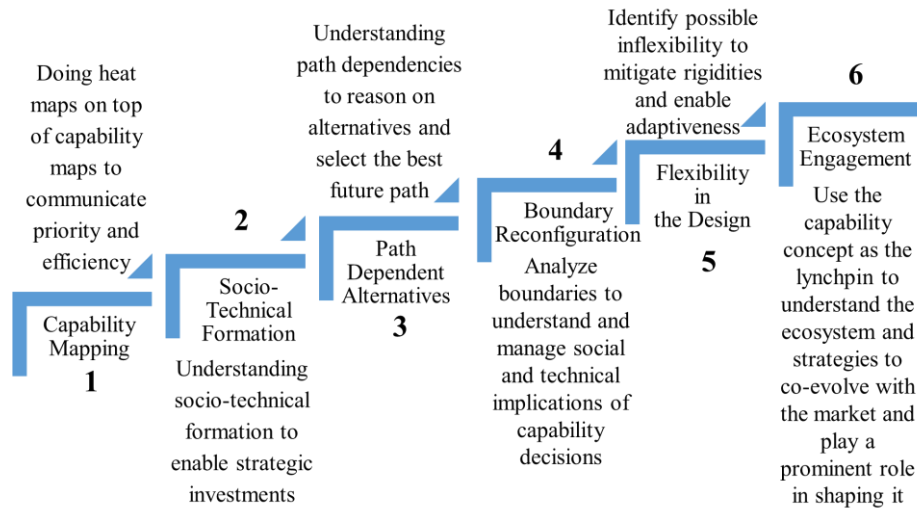 Doing heat
maps on top
of capability
maps to
communicate
priority and
efficiency
Capability
Mapping
1
2
Socio-
Technical
Formation
Understanding
socio-technical
formation to
enable strategic
investments
Understanding
path dependencies
to reason on
alternatives and
select the best
future path
Path
Dependent
Alternatives
3
4
Boundary
Reconfiguration
Analyze
boundaries to
understand and
manage social
and technical
implications of
capability
decisions
Identify possible
inflexibility to
mitigate rigidities
and enable
adaptiveness
Flexibility
in
the Design
5
6
Ecosystem
Engagement
Use the
capability
concept as the
lynchpin to
understand the
ecosystem and
strategies to
co-evolve with
the market and
play a
prominent role
in shaping it